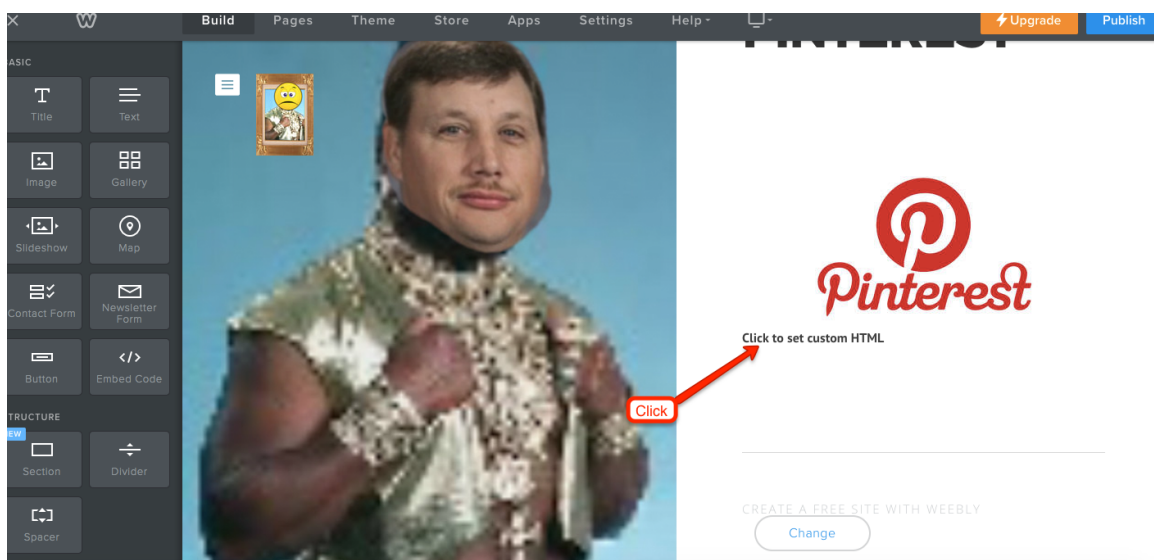 Build Pages Theme Store Apps Settings Help Upgrade Publish
ASIC
Title Text
Image Gallery
Slideshow Map
Contact Form Newsletter Form
Button Embed Code
TRUCTURE
EW
Section Divider
Spacer
PINTEREST
Pinterest
Click to set custom HTML
Click
CREATE A FREE SITE WITH WEEBLY
Change